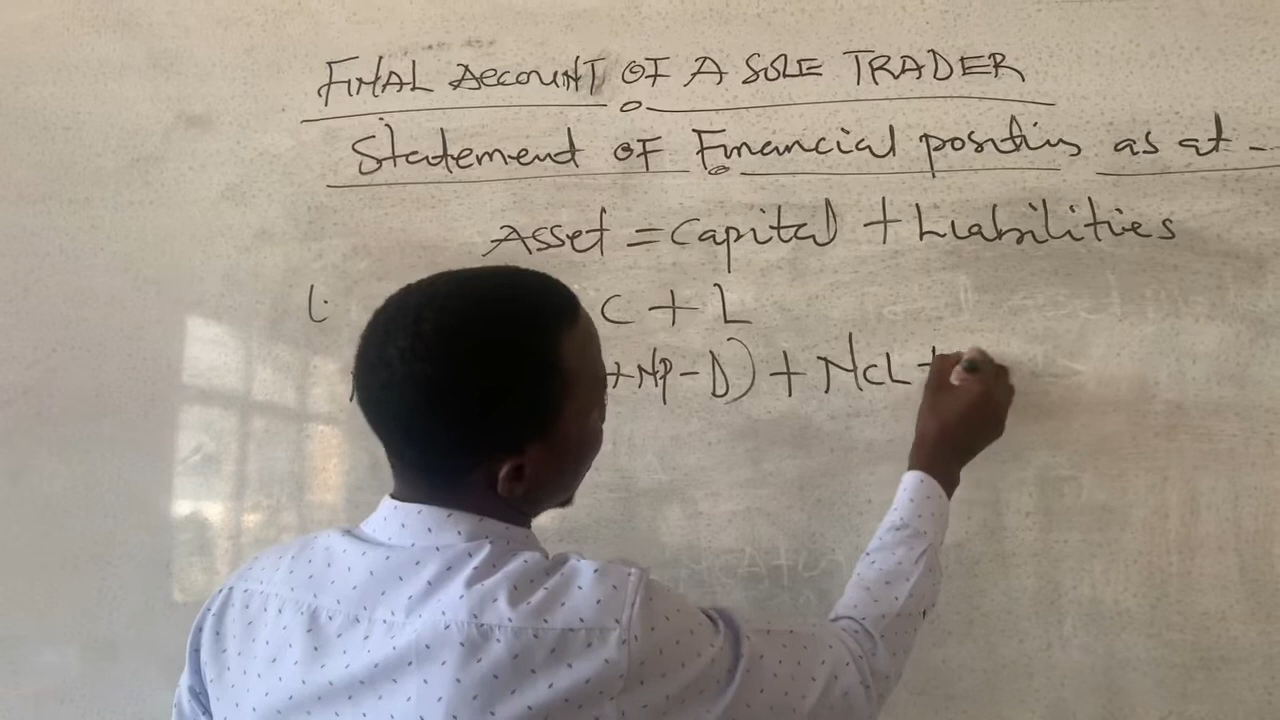 FINAL ACCOUNT OF A SOLE TRADER
Statement of Financial position as at -
Asset = Capital + Liabilities
C + L
+NP-D) + NCL +